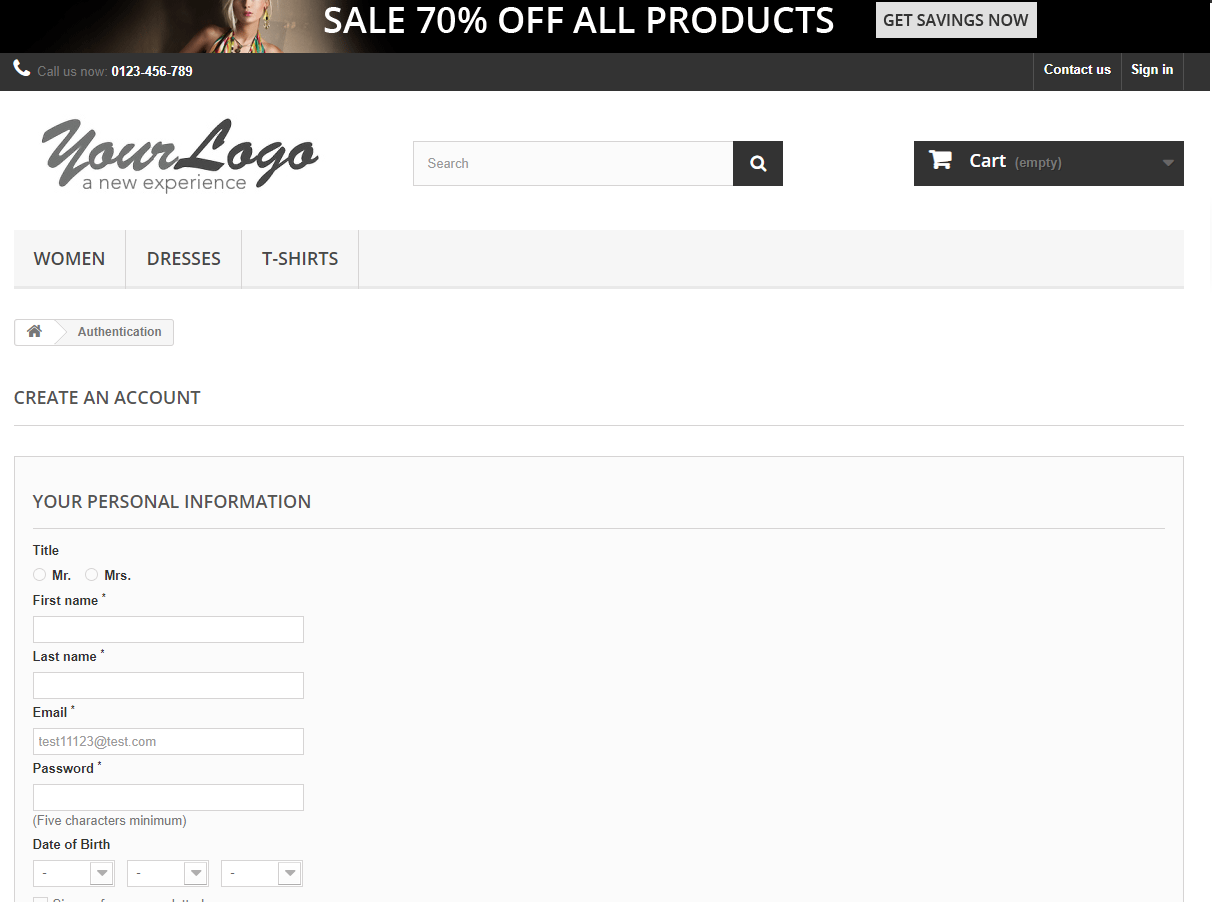 SALE 70% OFF ALL PRODUCTS GET SAVINGS NOW
Call us now: 0123-456-789 Contact us Sign in
YourLogo
a new experience
Search
Cart (empty)
WOMEN DRESSES T-SHIRTS
Authentication
CREATE AN ACCOUNT
YOUR PERSONAL INFORMATION
Title
Mr. Mrs.
First name *
Last name *
Email *
test11123@test.com
Password *
(Five characters minimum)
Date of Birth
- - -